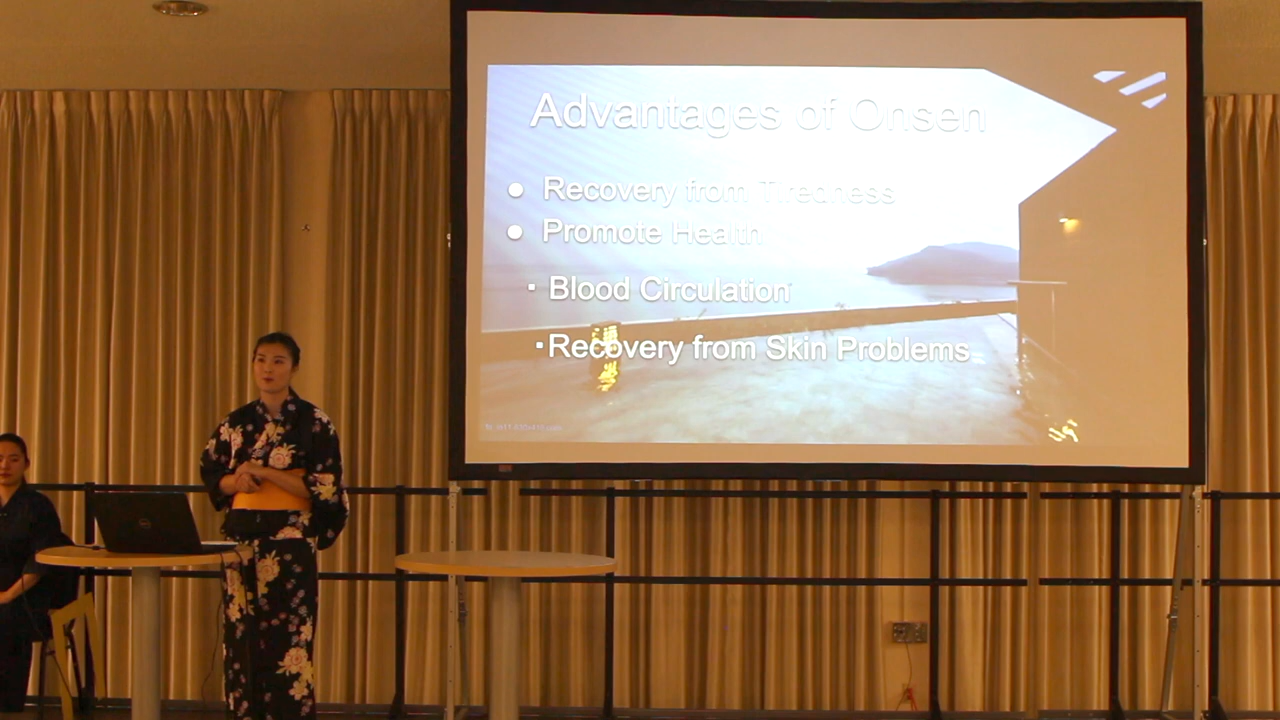 Advantages of Onsen
● Recovery from Tiredness
● Promote Health
▪ Blood Circulation
▪Recovery from Skin Problems